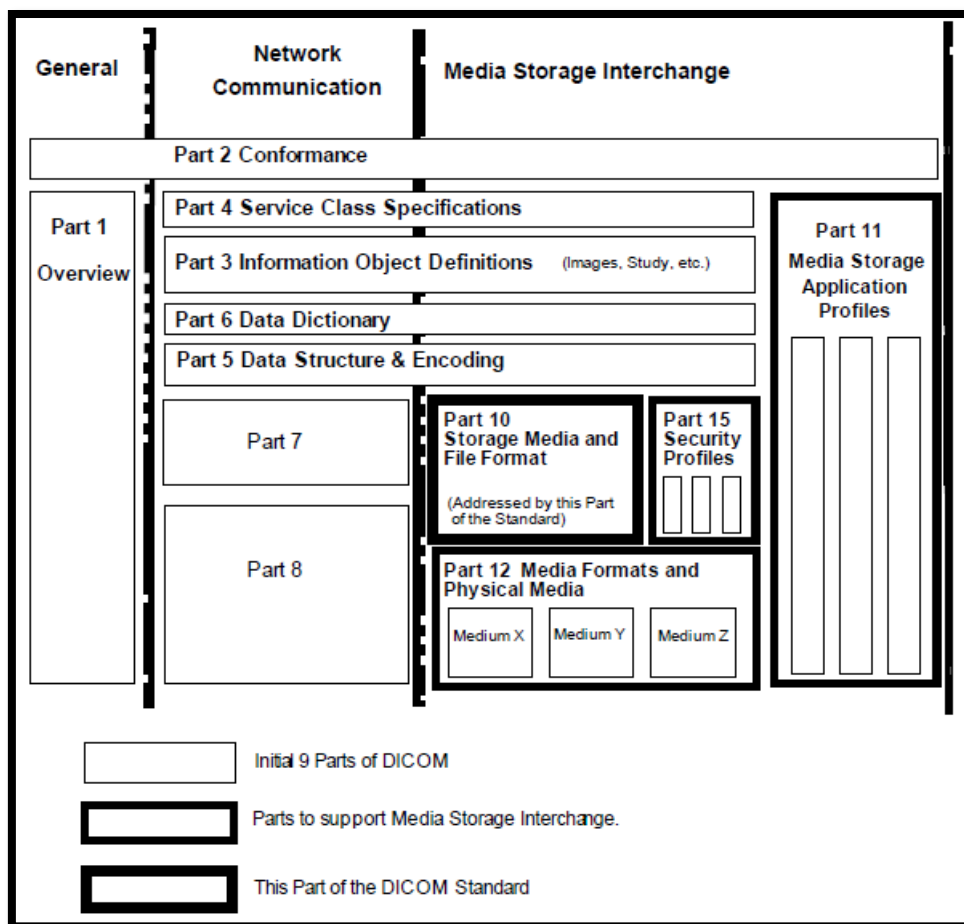 General
Network
Communication
Media Storage Interchange
Part 2 Conformance
Part 1
Overview
Part 4 Service Class Specifications
Part 3 Information Object Definitions (Images, Study, etc.)
Part 6 Data Dictionary
Part 5 Data Structure & Encoding
Part 11
Media Storage
Application
Profiles
Part 7
Part 10
Storage Media and
File Format
(Addressed by this Part
of the Standard)
Part 15
Security
Profiles
Part 8
Part 12 Media Formats and
Physical Media
Medium X
Medium Y
Medium Z
Initial 9 Parts of DICOM
Parts to support Media Storage Interchange.
This Part of the DICOM Standard